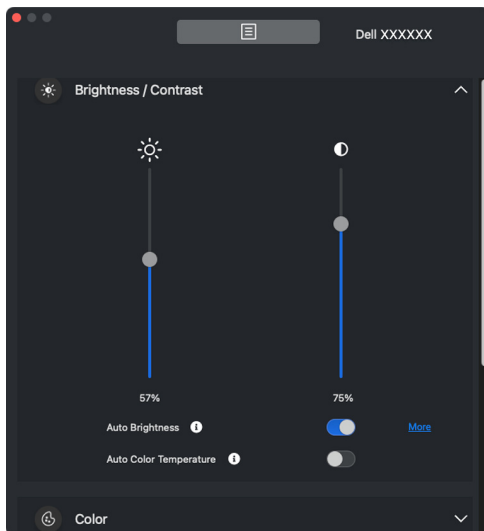 Dell XXXXXX
Brightness / Contrast
57% 75%
Auto Brightness More
Auto Color Temperature
Color